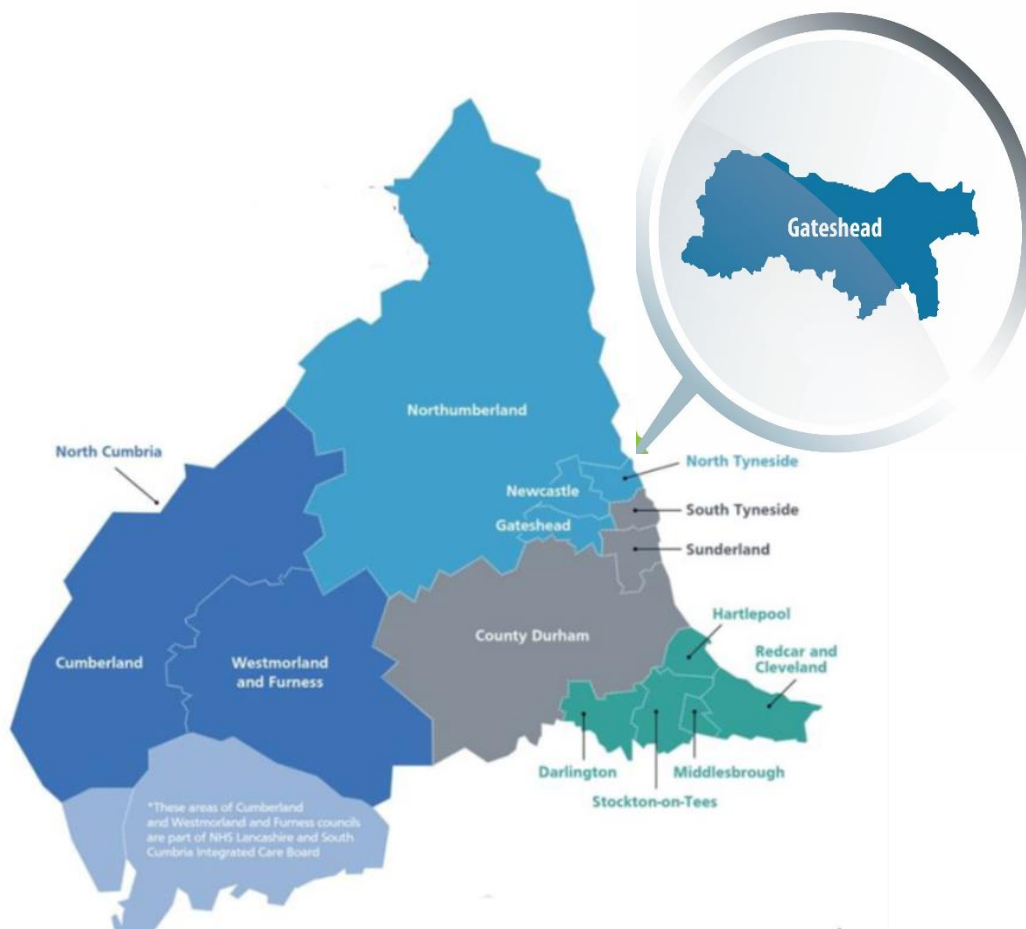 Gateshead
Northumberland
North Cumbria
North Tyneside
Newcastle
South Tyneside
Gateshead
Sunderland
Hartlepool
County Durham
Redcar and
Cleveland
Cumberland
Westmorland
and Furness
Darlington
Middlesbrough
Stockton-on-Tees
*These areas of Cumberland
and Westmorland and Furness councils
are part of NHS Lancashire and South
Cumbria Integrated Care Board